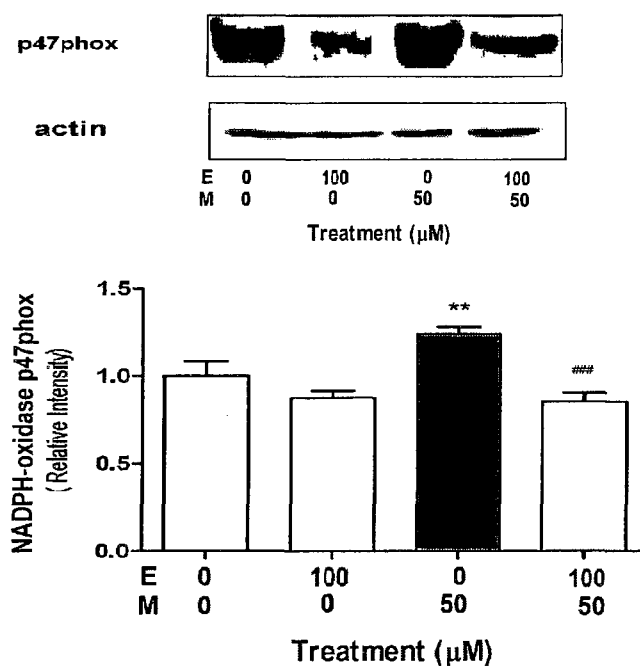 p47phox
actin
E 0 100 0 100
M 0 0 50 50
Treatment (μM)
NADPH-oxidase p47phox
( Relative Intensity)
1.5
**
1.0
###
0.5
0.0
E 0 100 0 100
M 0 0 50 50
Treatment (μM)